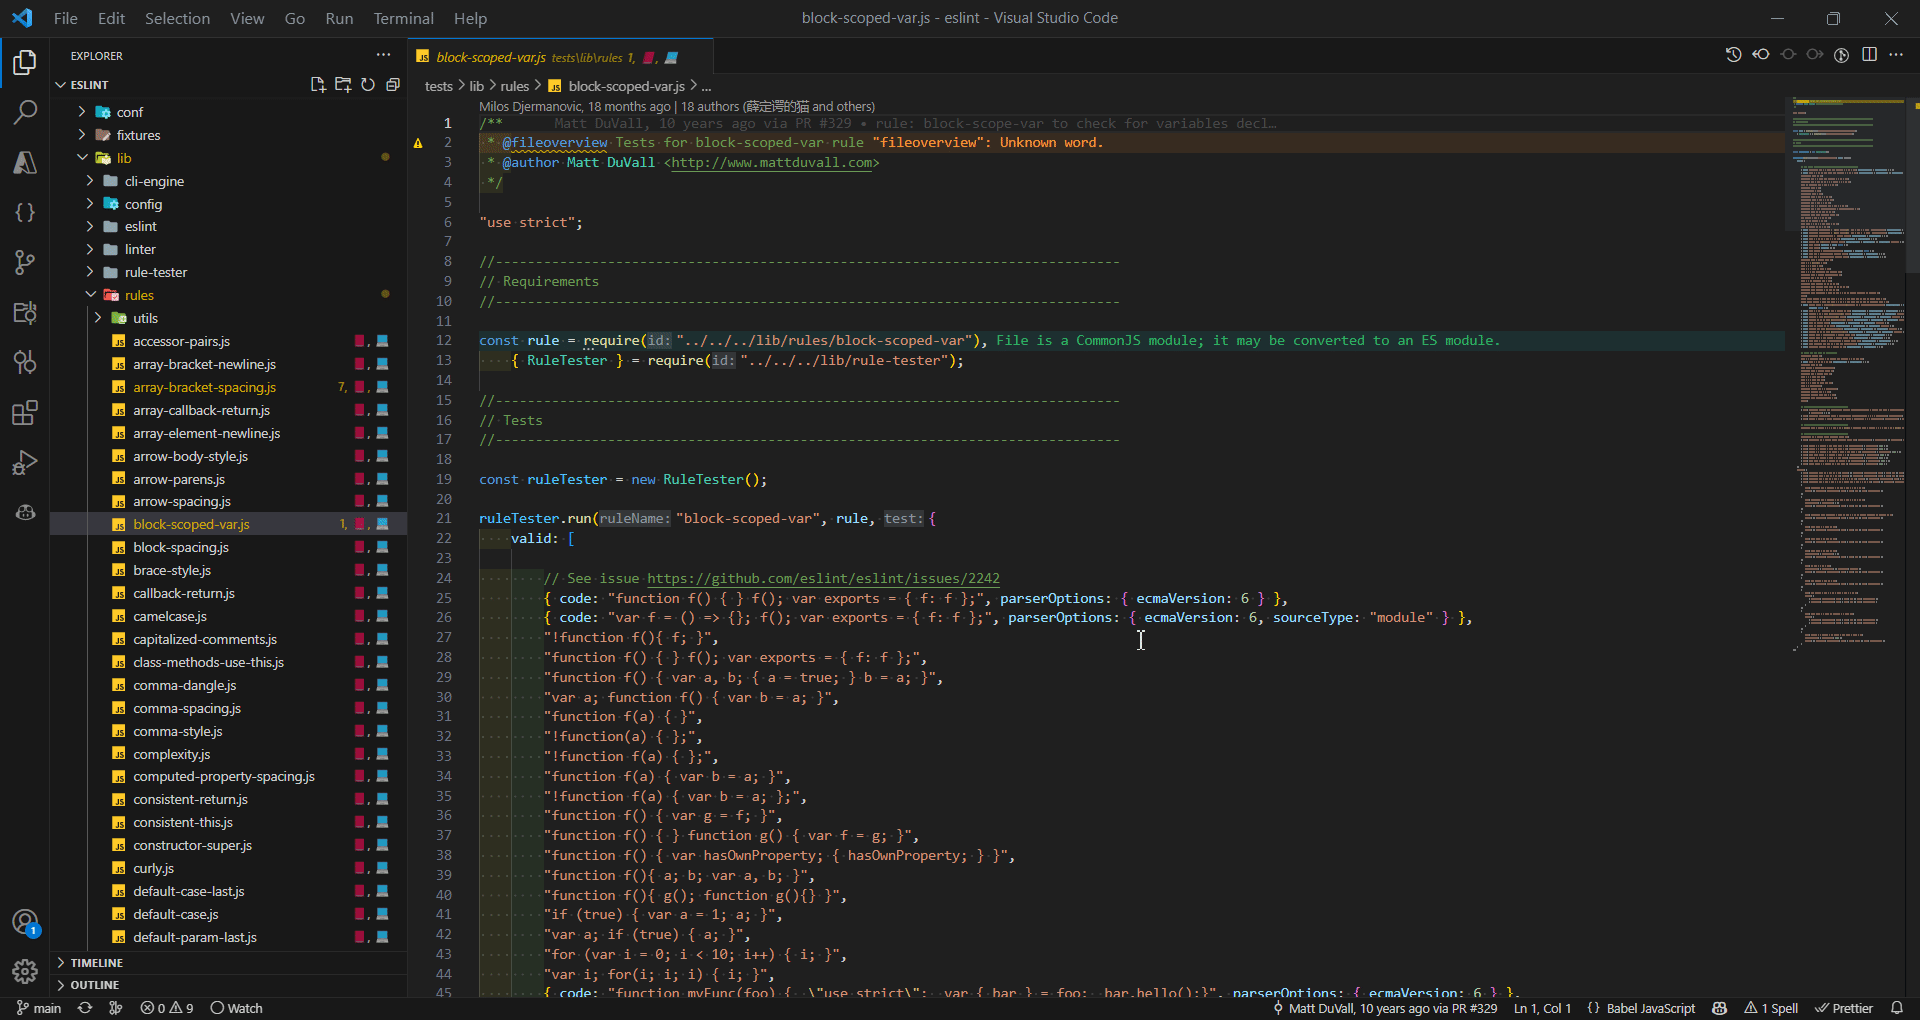 File Edit Selection View Go Run Terminal Help
block-scoped-var.js - eslint - Visual Studio Code
EXPLORER
ESLINT
conf
fixtures
lib
cli-engine
config
eslint
linter
rule-tester
rules
utils
accessor-pairs.js
array-bracket-newline.js
array-bracket-spacing.js 7,
array-callback-return.js
array-element-newline.js
arrow-body-style.js
arrow-parens.js
arrow-spacing.js
block-scoped-var.js 1,
block-spacing.js
brace-style.js
callback-return.js
camelcase.js
capitalized-comments.js
class-methods-use-this.js
comma-dangle.js
comma-spacing.js
comma-style.js
complexity.js
computed-property-spacing.js
consistent-return.js
consistent-this.js
constructor-super.js
curly.js
default-case-last.js
default-case.js
default-param-last.js
TIMELINE
OUTLINE
block-scoped-var.js tests\lib\rules 1,
tests > lib > rules > block-scoped-var.js > ...
Milos Djermanovic, 18 months ago | 18 authors (薛定谔的猫 and others)
1 /** Matt DuVall, 10 years ago via PR #329 • rule: block-scope-var to check for variables decl…
2 * @fileoverview Tests for block-scoped-var rule "fileoverview": Unknown word.
3 * @author Matt DuVall <http://www.mattduvall.com>
4 */
5
6 "use strict";
7
8 //------------------------------------------------------------------------------
9 // Requirements
10 //------------------------------------------------------------------------------
11
12 const rule = require(id: "../../../lib/rules/block-scoped-var"), File is a CommonJS module; it may be converted to an ES module.
13 { RuleTester } = require(id: "../../../lib/rule-tester");
14
15 //------------------------------------------------------------------------------
16 // Tests
17 //------------------------------------------------------------------------------
18
19 const ruleTester = new RuleTester();
20
21 ruleTester.run(ruleName: "block-scoped-var", rule, test: {
22 valid: [
23
24 // See issue https://github.com/eslint/eslint/issues/2242
25 { code: "function f() { } f(); var exports = { f: f };", parserOptions: { ecmaVersion: 6 } },
26 { code: "var f = () => {}; f(); var exports = { f: f };", parserOptions: { ecmaVersion: 6, sourceType: "module" } },
27 "!function f(){ f; }",
28 "function f() { } f(); var exports = { f: f };",
29 "function f() { var a, b; { a = true; } b = a; }",
30 "var a; function f() { var b = a; }",
31 "function f(a) { }",
32 "!function(a) { };",
33 "!function f(a) { };",
34 "function f(a) { var b = a; }",
35 "!function f(a) { var b = a; };",
36 "function f() { var g = f; }",
37 "function f() { } function g() { var f = g; }",
38 "function f() { var hasOwnProperty; { hasOwnProperty; } }",
39 "function f(){ a; b; var a, b; }",
40 "function f(){ g(); function g(){} }",
41 "if (true) { var a = 1; a; }",
42 "var a; if (true) { a; }",
43 "for (var i = 0; i < 10; i++) { i; }",
44 "var i; for(i; i; i) { i; }",
45 { code: "function myFunc(foo) { \"use strict\"; var { bar } = foo; bar.hello();}", parserOptions: { ecmaVersion: 6 } },
1
main 0 9 Watch
Matt DuVall, 10 years ago via PR #329 Ln 1, Col 1 {} Babel JavaScript 1 Spell Prettier